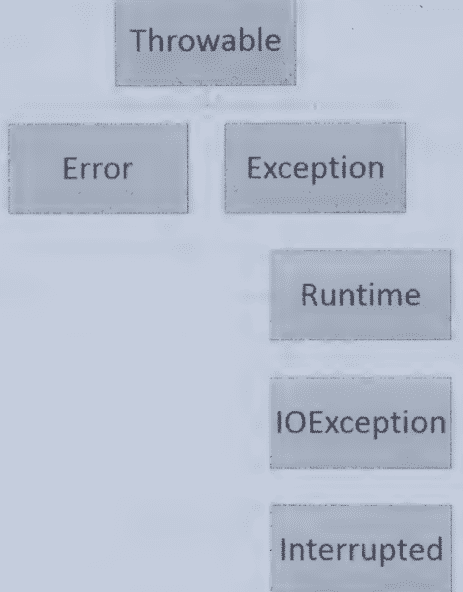 Throwable
Error
Exception
Runtime
IOException
Interrupted